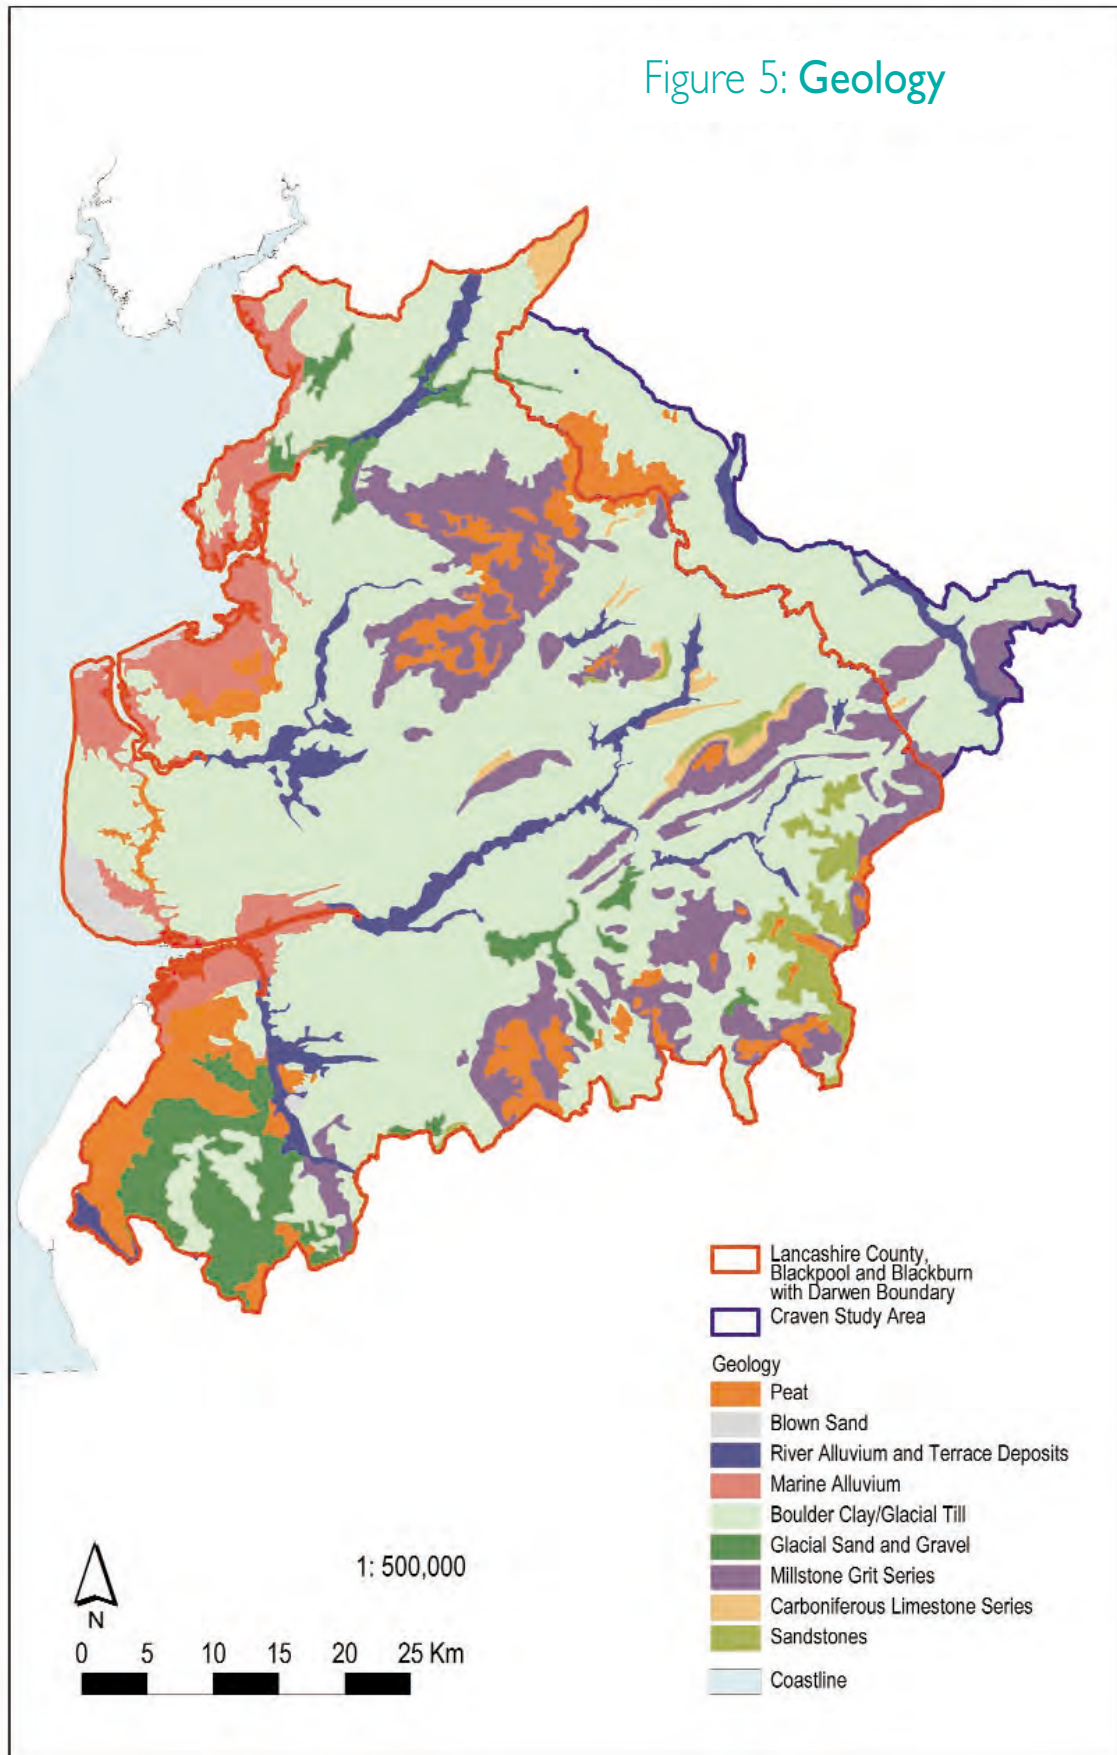 Figure 5: Geology
Lancashire County,
Blackpool and Blackburn
with Darwen Boundary
Craven Study Area
Geology
Peat
Blown Sand
River Alluvium and Terrace Deposits
Marine Alluvium
Boulder Clay/Glacial Till
Glacial Sand and Gravel
Millstone Grit Series
Carboniferous Limestone Series
Sandstones
Coastline
1: 500,000
N
0 5 10 15 20 25 Km